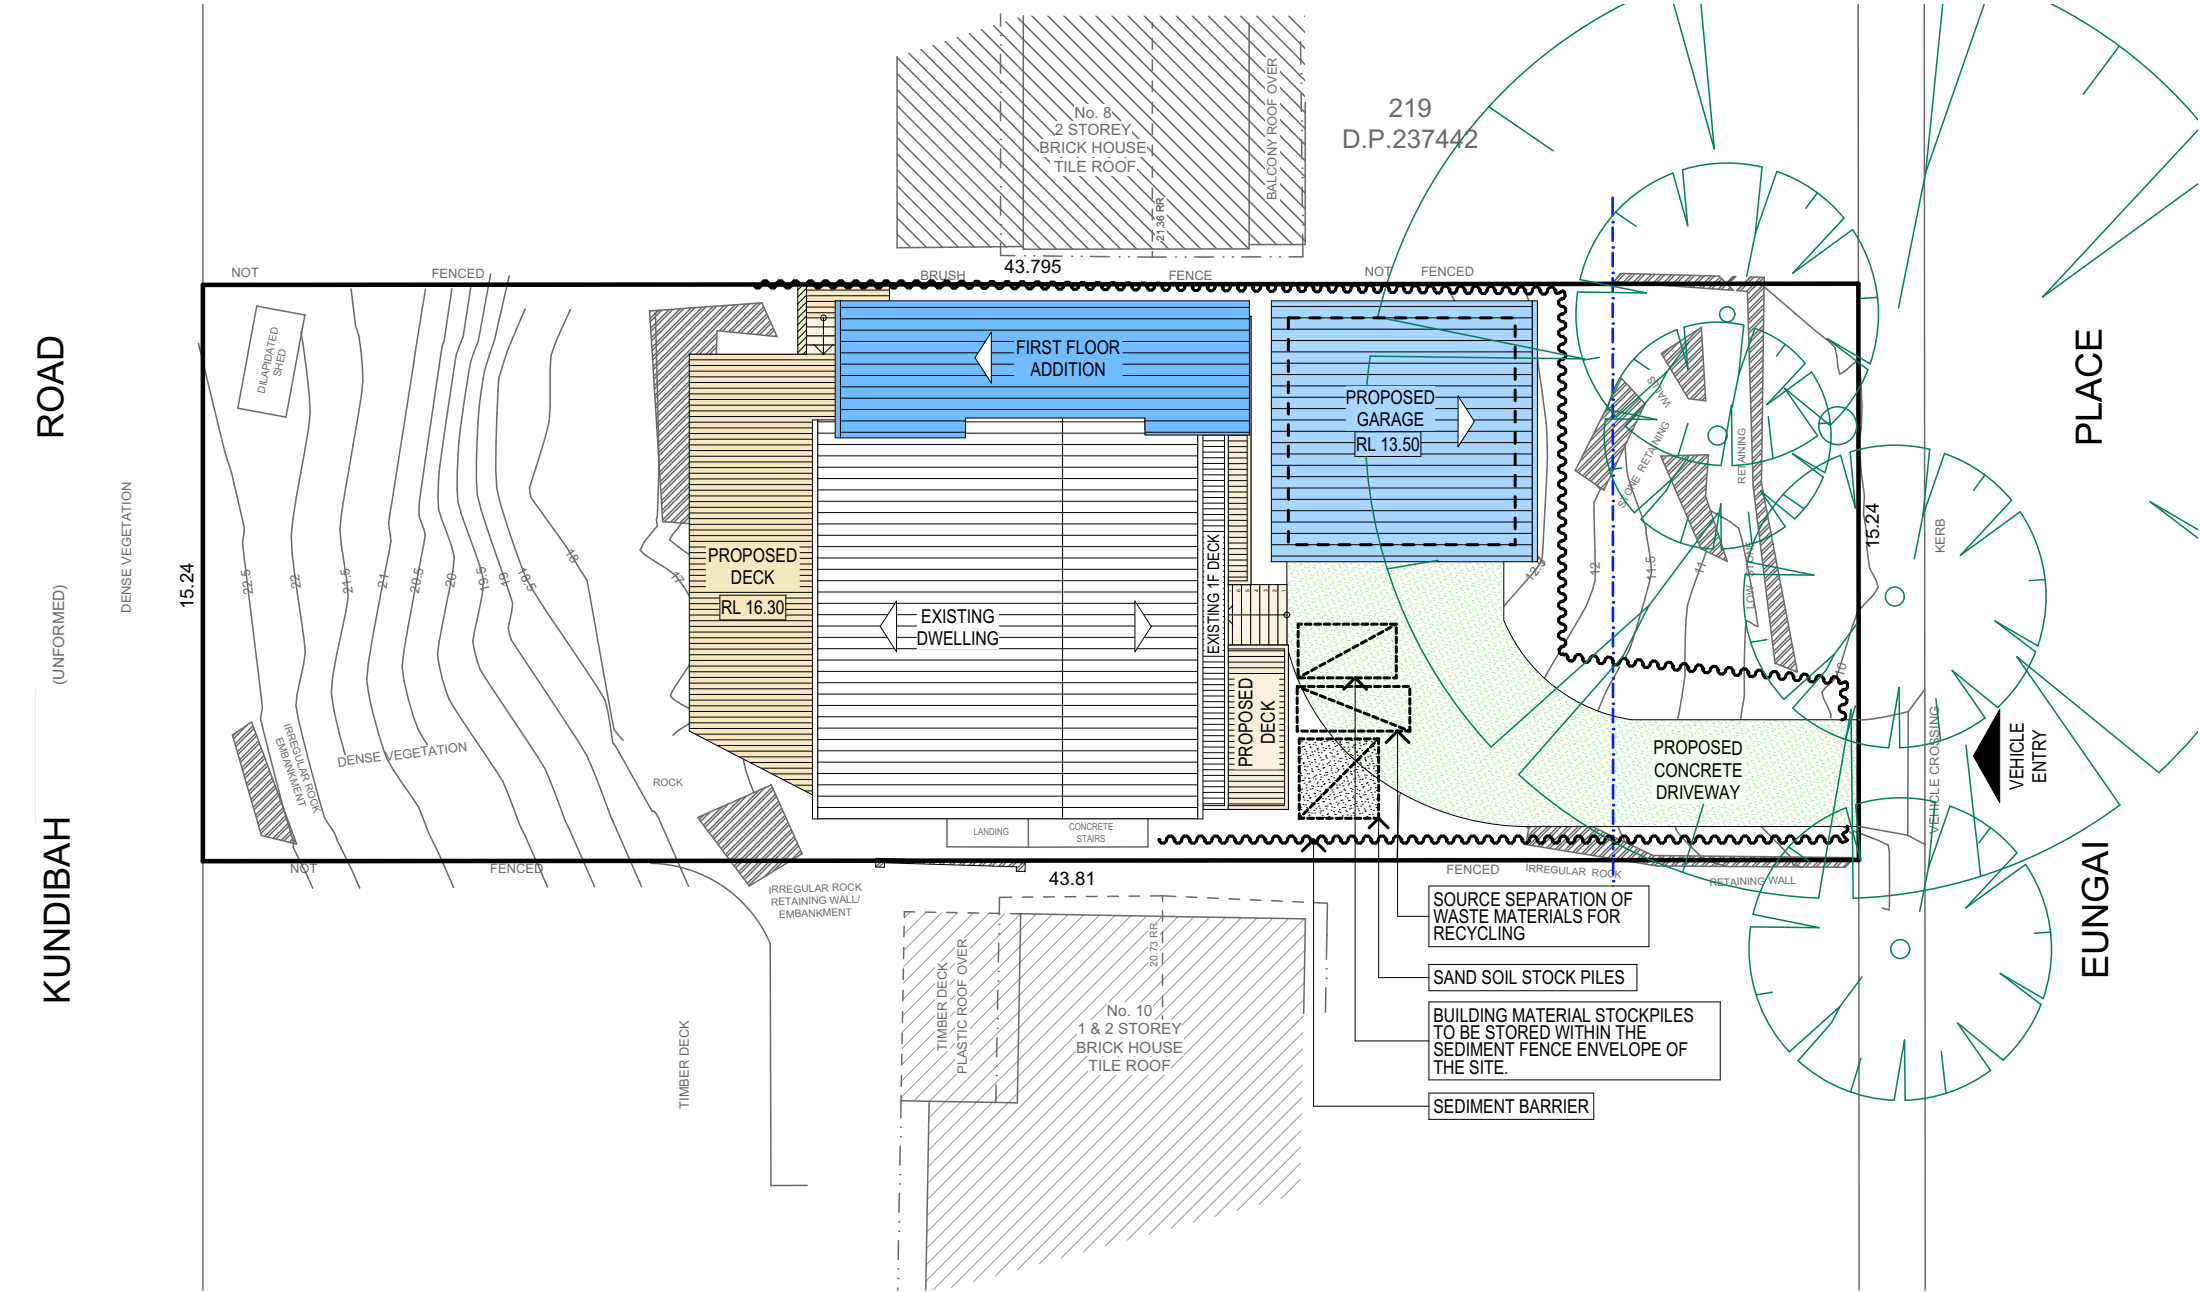 219
D.P.237442
No. 8
2 STOREY
BRICK HOUSE
TILE ROOF
BALCONY ROOF OVER
21.36 RR
NOT
FENCED
BRUSH
43.795
FENCE
NOT
FENCED
ROAD
KUNDIBAH
(UNFORMED)
DENSE VEGETATION
15.24
DILAPIDATED
SHED
22.5
22
21.5
21
20.5
20
19.5
19
18.5
18
17
DENSE VEGETATION
IRREGULAR ROCK
EMBANKMENT
ROCK
FIRST FLOOR
ADDITION
PROPOSED
GARAGE
RL 13.50
PROPOSED
DECK
RL 16.30
EXISTING
DWELLING
EXISTING 1F DECK
PROPOSED
DECK
LANDING
CONCRETE
STAIRS
STONE RETAINING
WALLS
RETAINING
LOW STONE
12.5
12
11.5
11
10
PROPOSED
CONCRETE
DRIVEWAY
15.24
KERB
VEHICLE CROSSING
VEHICLE
ENTRY
PLACE
EUNGAI
NOT
FENCED
43.81
FENCED
IRREGULAR ROCK
RETAINING WALL
IRREGULAR ROCK
RETAINING WALL/
EMBANKMENT
TIMBER DECK
TIMBER DECK
PLASTIC ROOF OVER
20.73 RR
No. 10
1 & 2 STOREY
BRICK HOUSE
TILE ROOF
SOURCE SEPARATION OF
WASTE MATERIALS FOR
RECYCLING
SAND SOIL STOCK PILES
BUILDING MATERIAL STOCKPILES
TO BE STORED WITHIN THE
SEDIMENT FENCE ENVELOPE OF
THE SITE.
SEDIMENT BARRIER